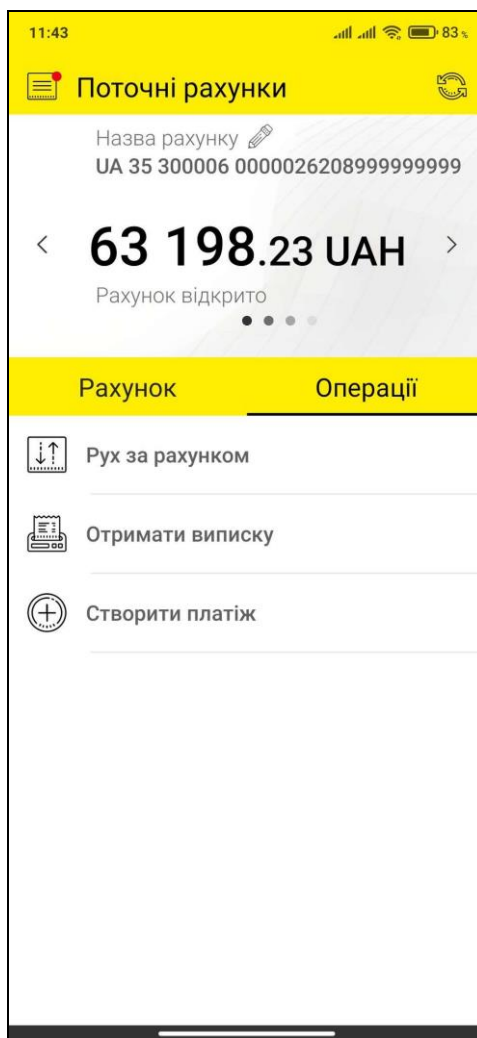 11:43 83%
Поточні рахунки
Назва рахунку
UA 35 300006 0000026208999999999
63 198.23 UAH
Рахунок відкрито
Рахунок Операції
Рух за рахунком
Отримати виписку
Створити платіж